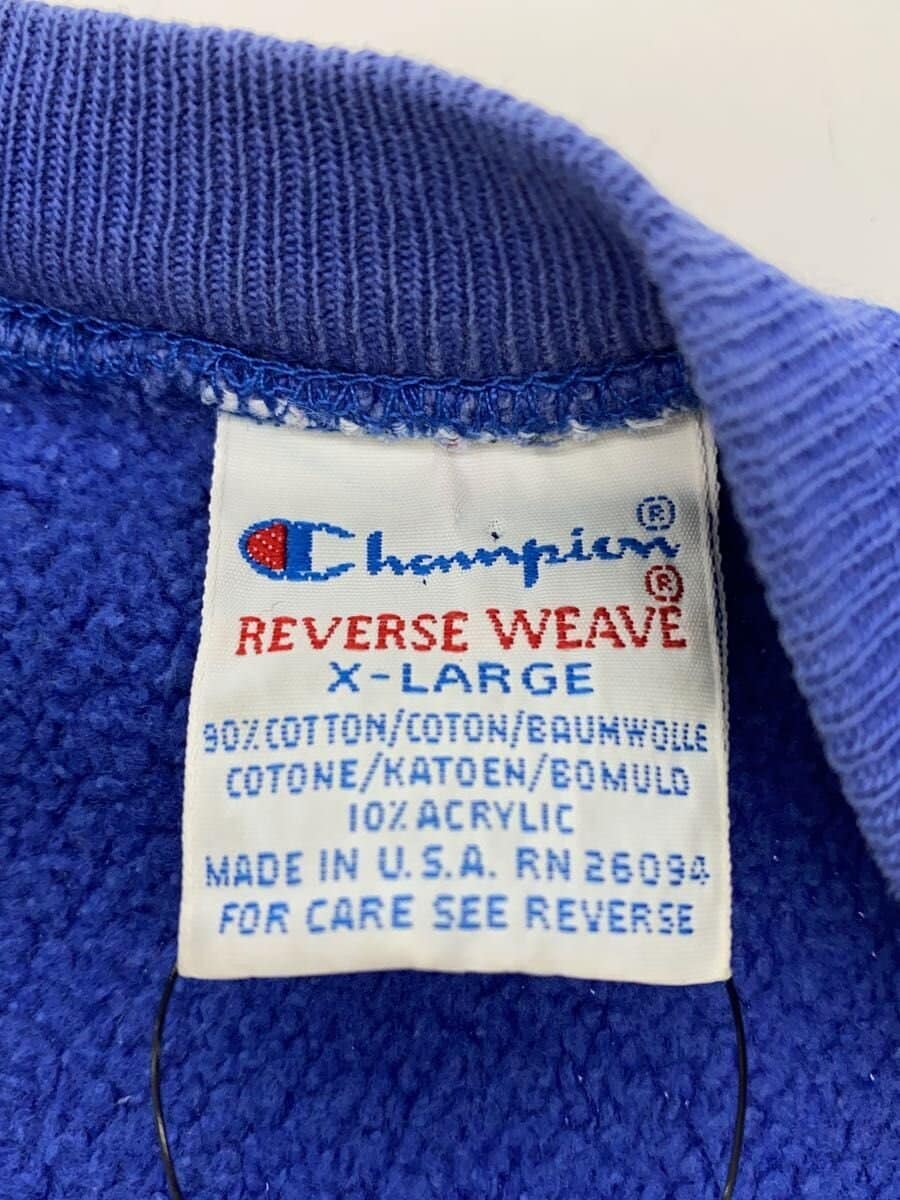 Champion®
REVERSE WEAVE®
X-LARGE
90% COTTON/COTON/BAUMWOLLE
COTONE/KATOEN/BOMULD
10% ACRYLIC
MADE IN U.S.A. RN 26094
FOR CARE SEE REVERSE